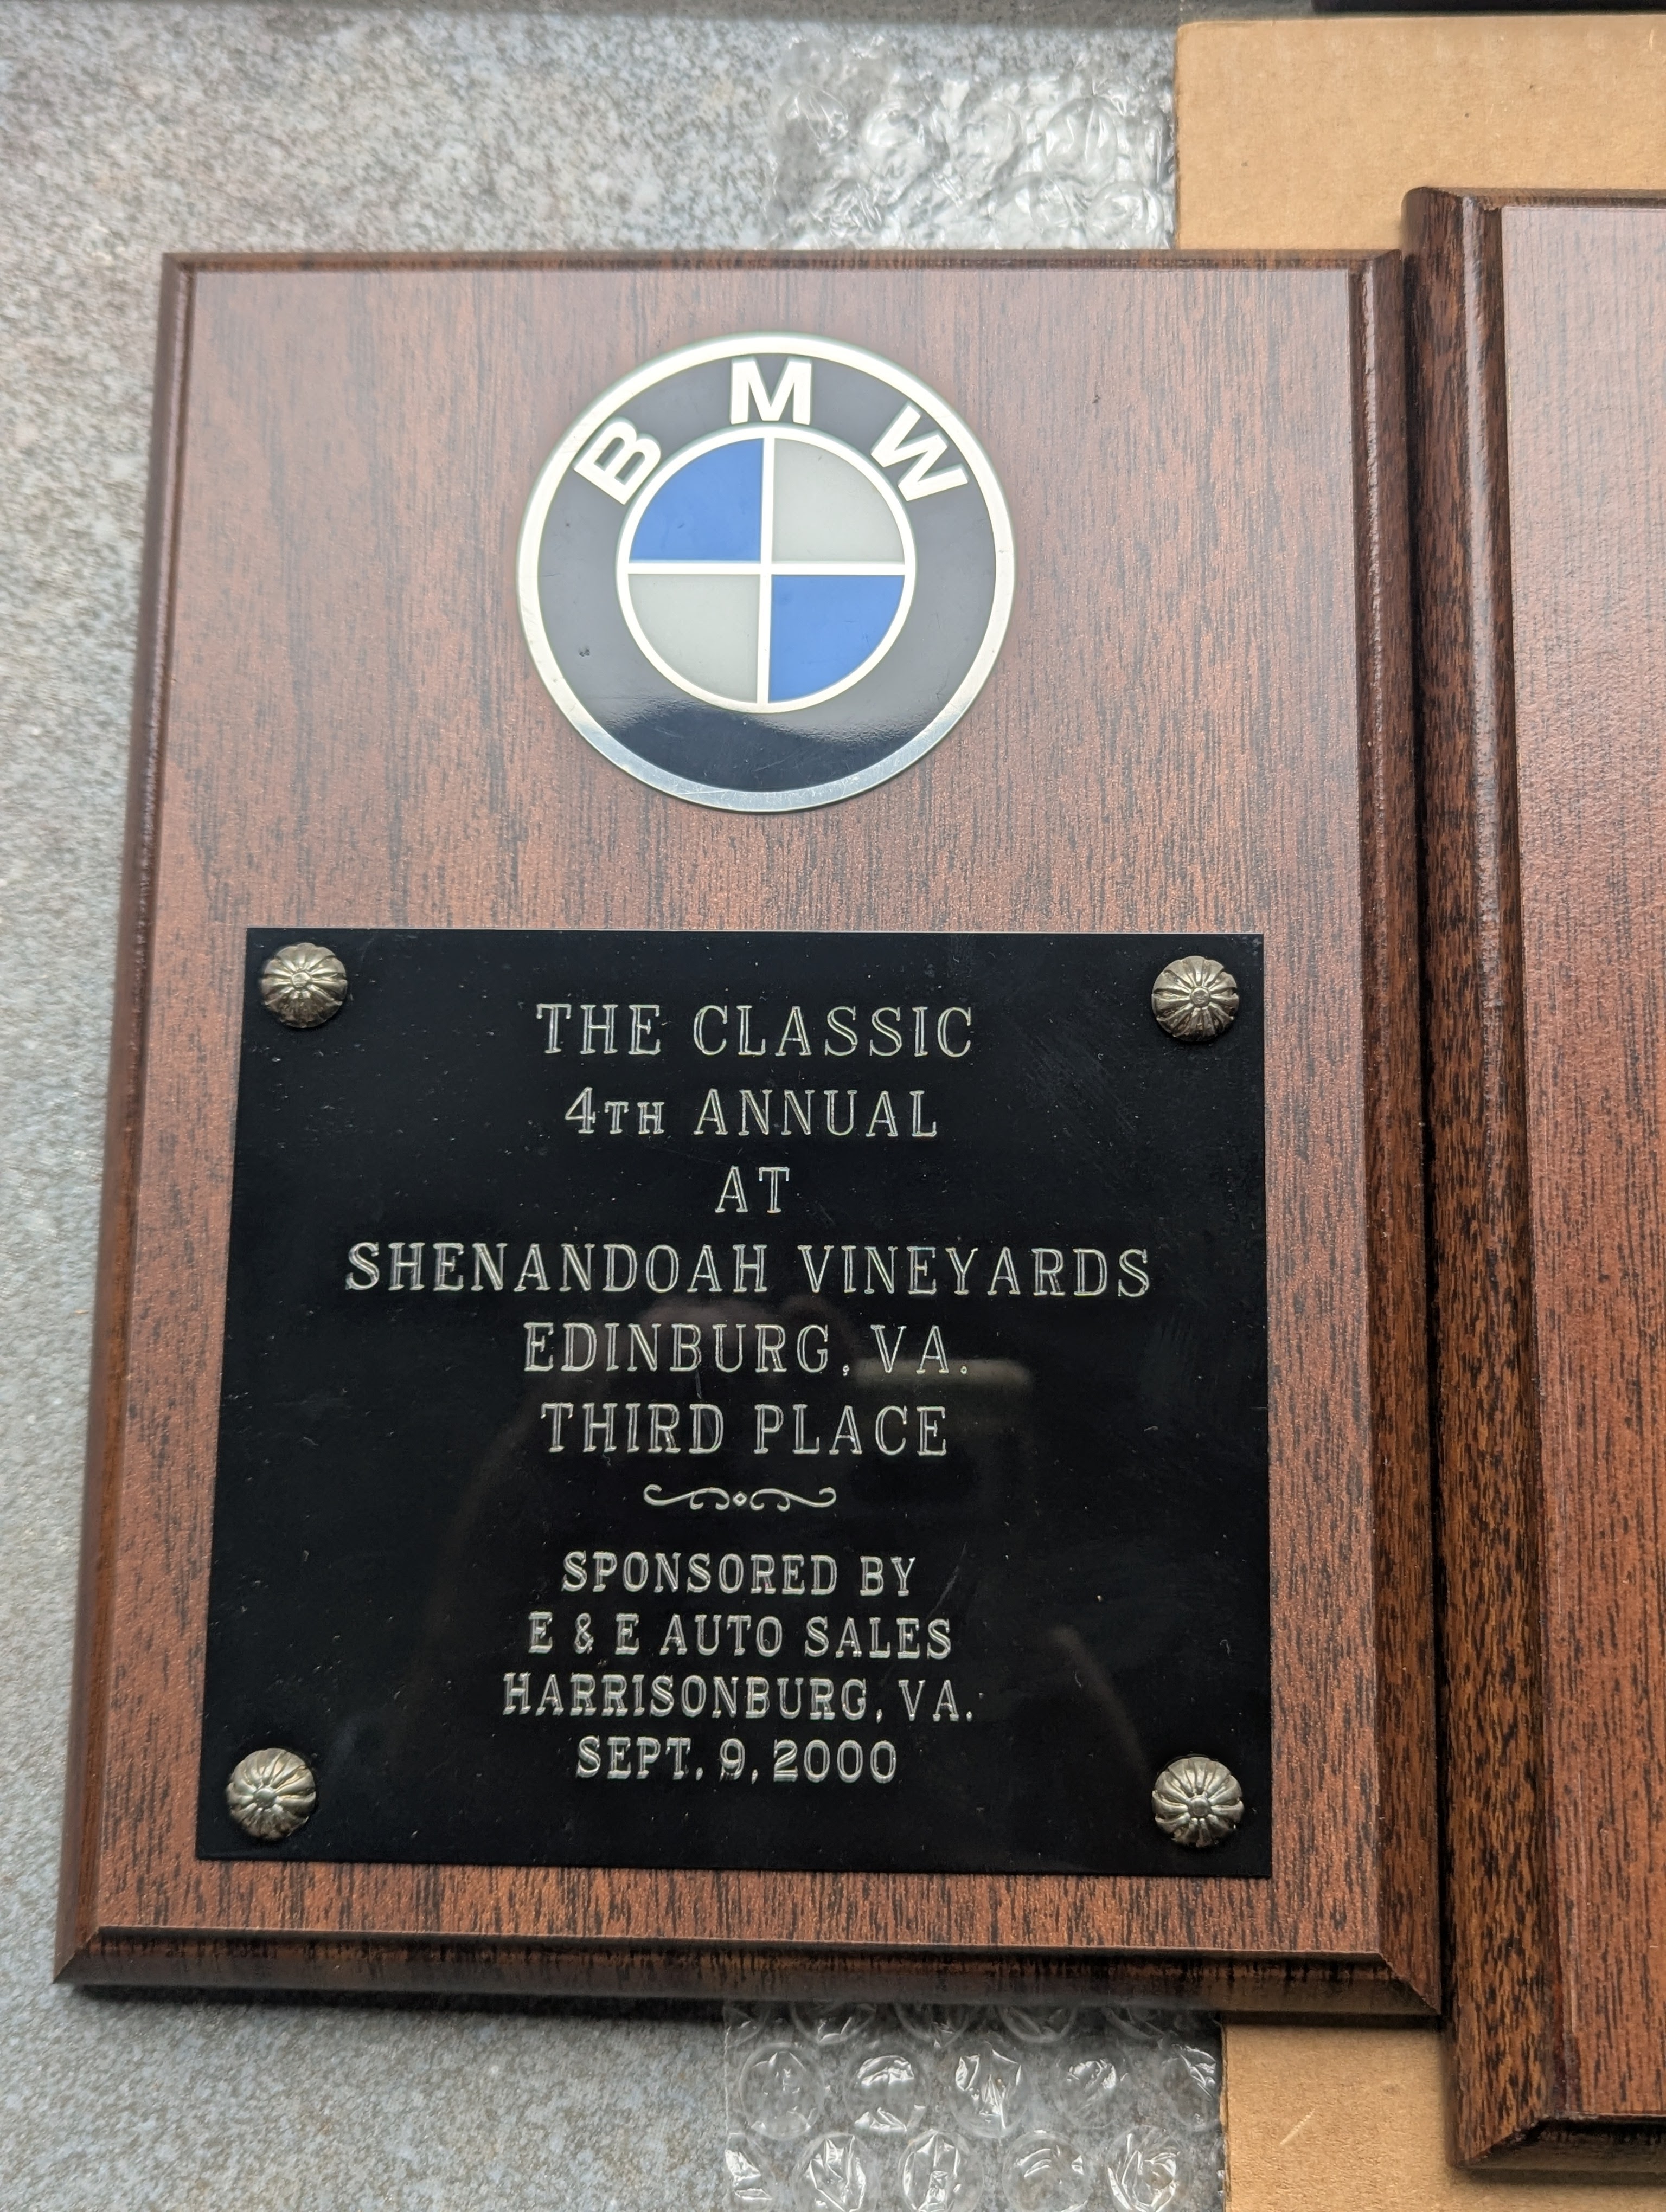 BMW
THE CLASSIC
4TH ANNUAL
AT
SHENANDOAH VINEYARDS
EDINBURG, VA.
THIRD PLACE
SPONSORED BY
E & E AUTO SALES
HARRISONBURG, VA.
SEPT. 9, 2000